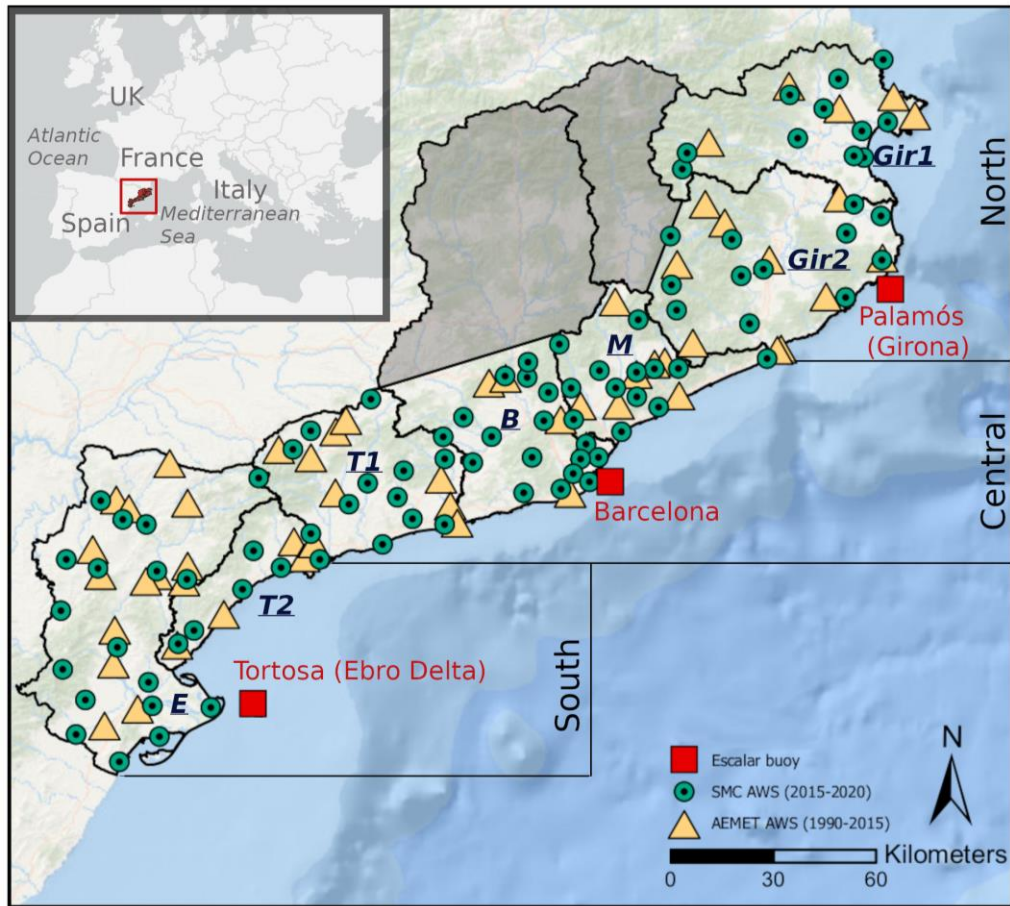 UK
Atlantic
Ocean
France
Italy
Spain
Mediterranean
Sea
Gir1
North
Gir2
Palamós
(Girona)
M
B
Central
T1
Barcelona
T2
South
Tortosa (Ebro Delta)
E
N
Escalar buoy
SMC AWS (2015-2020)
AEMET AWS (1990-2015)
Kilometers
0 30 60